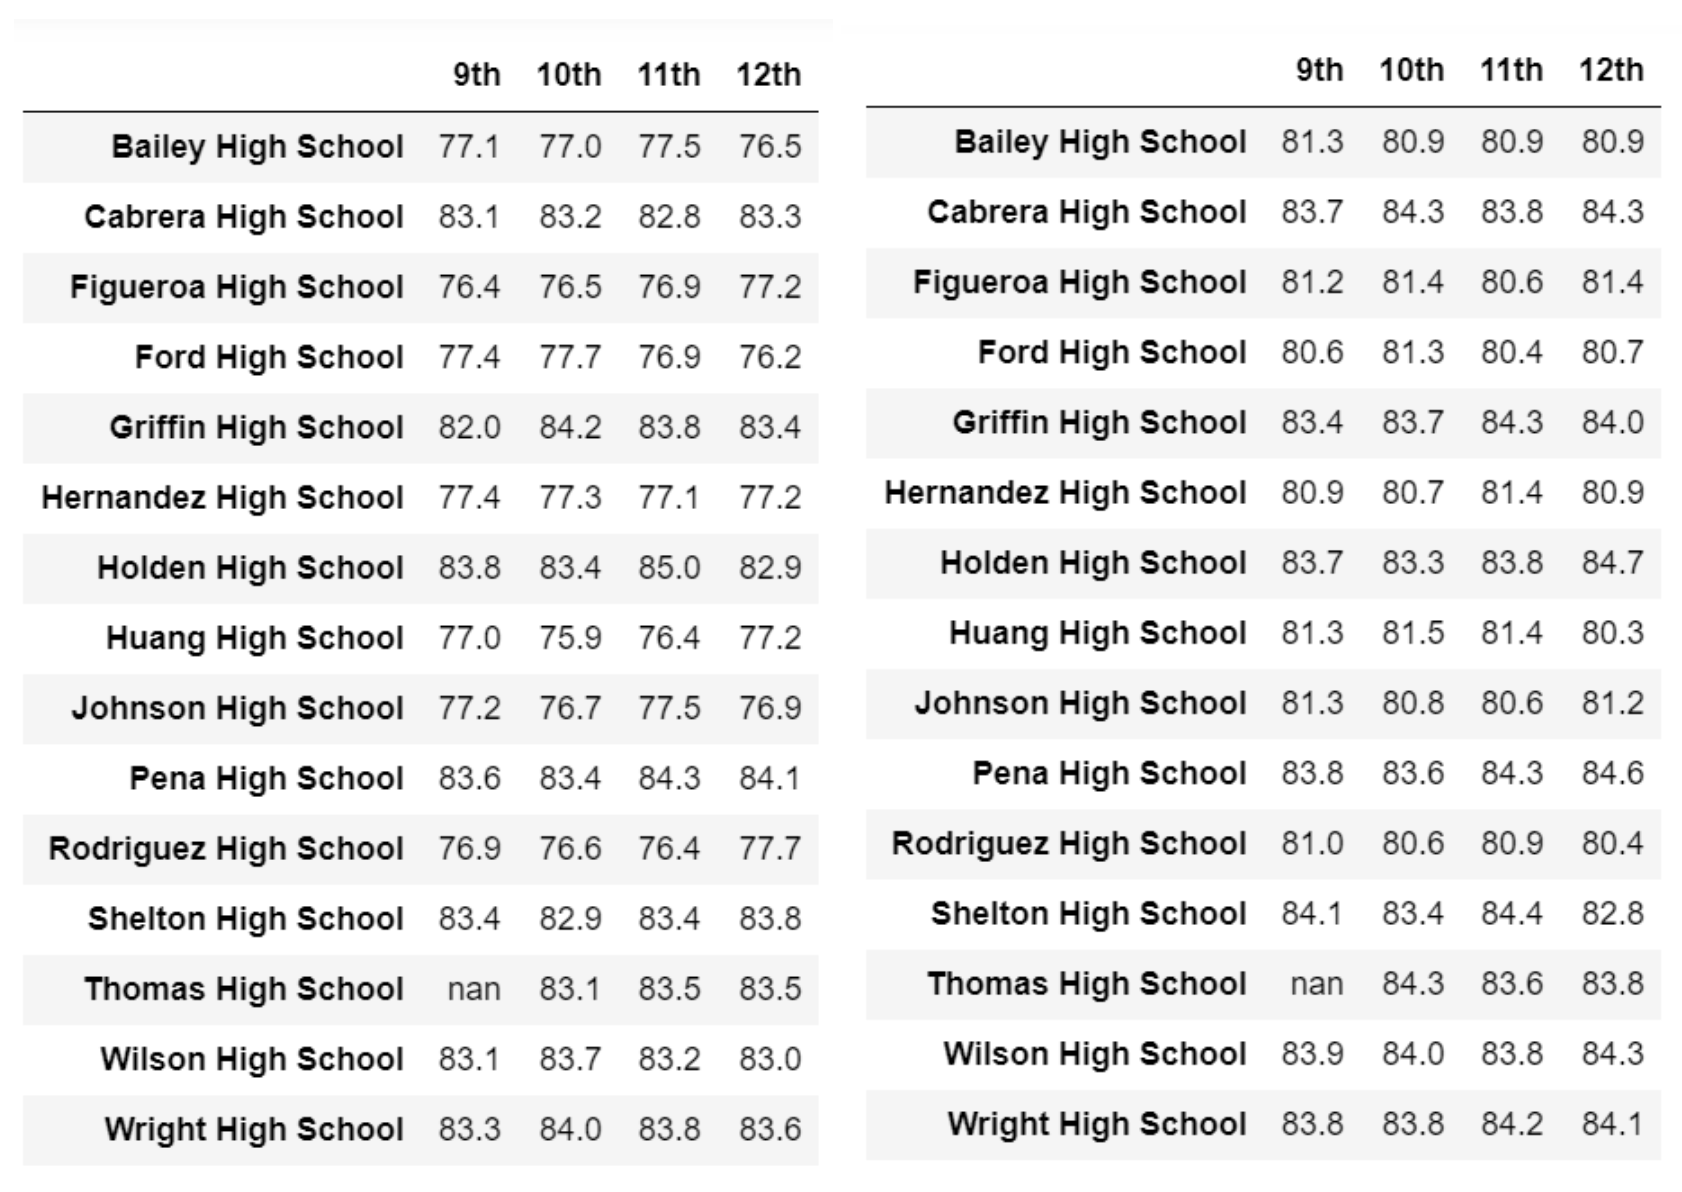 9th 10th 11th 12th
Bailey High School 77.1 77.0 77.5 76.5
Cabrera High School 83.1 83.2 82.8 83.3
Figueroa High School 76.4 76.5 76.9 77.2
Ford High School 77.4 77.7 76.9 76.2
Griffin High School 82.0 84.2 83.8 83.4
Hernandez High School 77.4 77.3 77.1 77.2
Holden High School 83.8 83.4 85.0 82.9
Huang High School 77.0 75.9 76.4 77.2
Johnson High School 77.2 76.7 77.5 76.9
Pena High School 83.6 83.4 84.3 84.1
Rodriguez High School 76.9 76.6 76.4 77.7
Shelton High School 83.4 82.9 83.4 83.8
Thomas High School nan 83.1 83.5 83.5
Wilson High School 83.1 83.7 83.2 83.0
Wright High School 83.3 84.0 83.8 83.6
9th 10th 11th 12th
Bailey High School 81.3 80.9 80.9 80.9
Cabrera High School 83.7 84.3 83.8 84.3
Figueroa High School 81.2 81.4 80.6 81.4
Ford High School 80.6 81.3 80.4 80.7
Griffin High School 83.4 83.7 84.3 84.0
Hernandez High School 80.9 80.7 81.4 80.9
Holden High School 83.7 83.3 83.8 84.7
Huang High School 81.3 81.5 81.4 80.3
Johnson High School 81.3 80.8 80.6 81.2
Pena High School 83.8 83.6 84.3 84.6
Rodriguez High School 81.0 80.6 80.9 80.4
Shelton High School 84.1 83.4 84.4 82.8
Thomas High School nan 84.3 83.6 83.8
Wilson High School 83.9 84.0 83.8 84.3
Wright High School 83.8 83.8 84.2 84.1